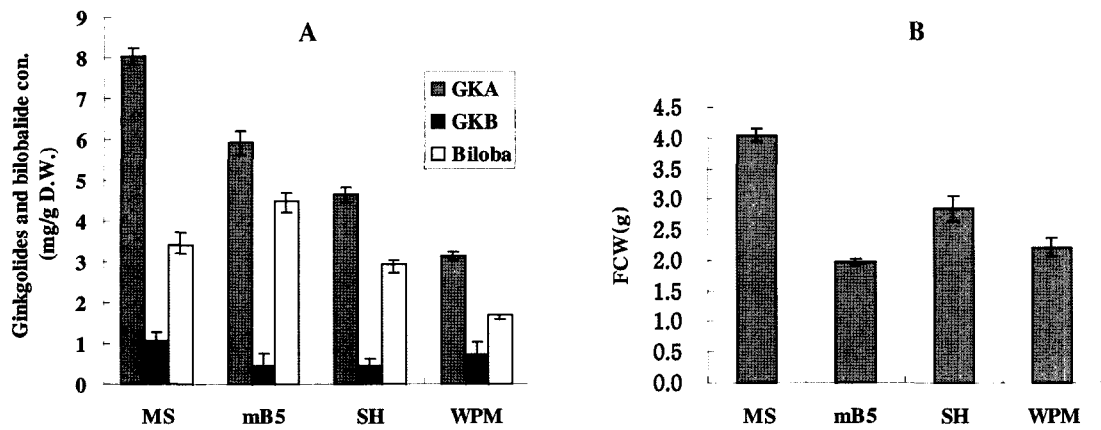 A
Ginkgolides and bilobalide con.
(mg/g D.W.)
9
8
7
6
5
4
3
2
1
0
GKA
GKB
Biloba
MS
mB5
SH
WPM
B
FCW(g)
4.5
4.0
3.5
3.0
2.5
2.0
1.5
1.0
0.5
0.0
MS
mB5
SH
WPM